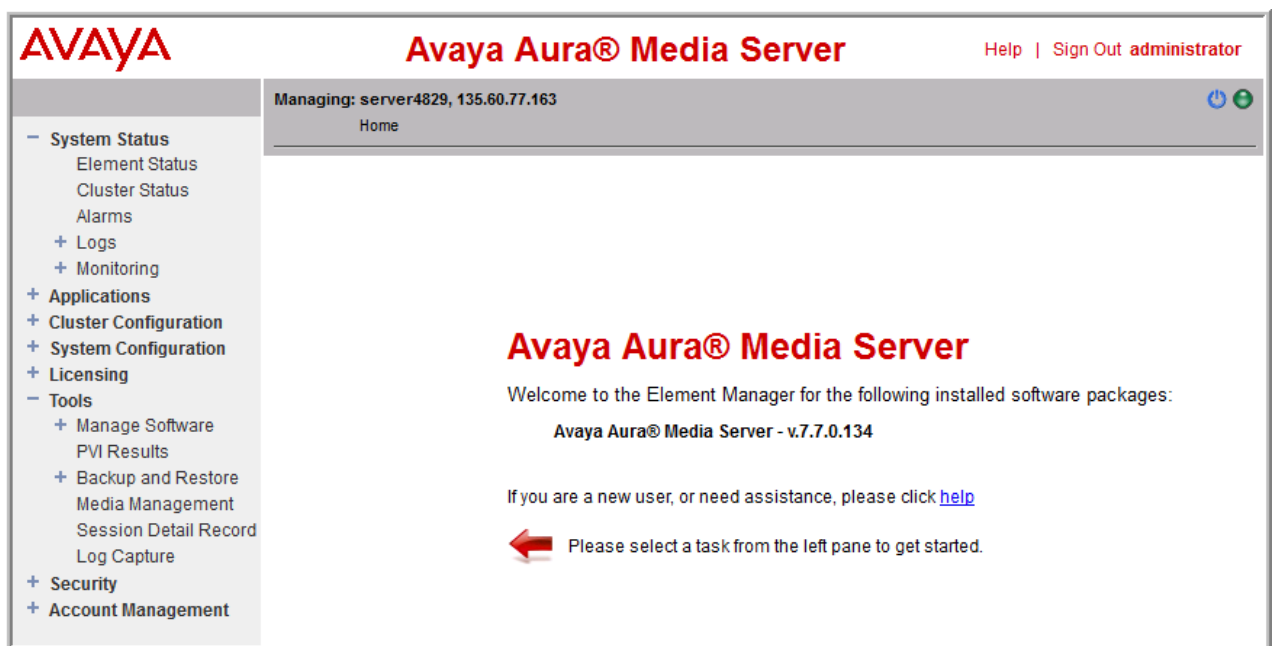 AVAYA
Avaya Aura® Media Server
Help | Sign Out administrator
Managing: server4829, 135.60.77.163
Home
− System Status
Element Status
Cluster Status
Alarms
+ Logs
+ Monitoring
+ Applications
+ Cluster Configuration
+ System Configuration
+ Licensing
− Tools
+ Manage Software
PVI Results
+ Backup and Restore
Media Management
Session Detail Record
Log Capture
+ Security
+ Account Management
Avaya Aura® Media Server
Welcome to the Element Manager for the following installed software packages:
Avaya Aura® Media Server - v.7.7.0.134
If you are a new user, or need assistance, please click help
Please select a task from the left pane to get started.